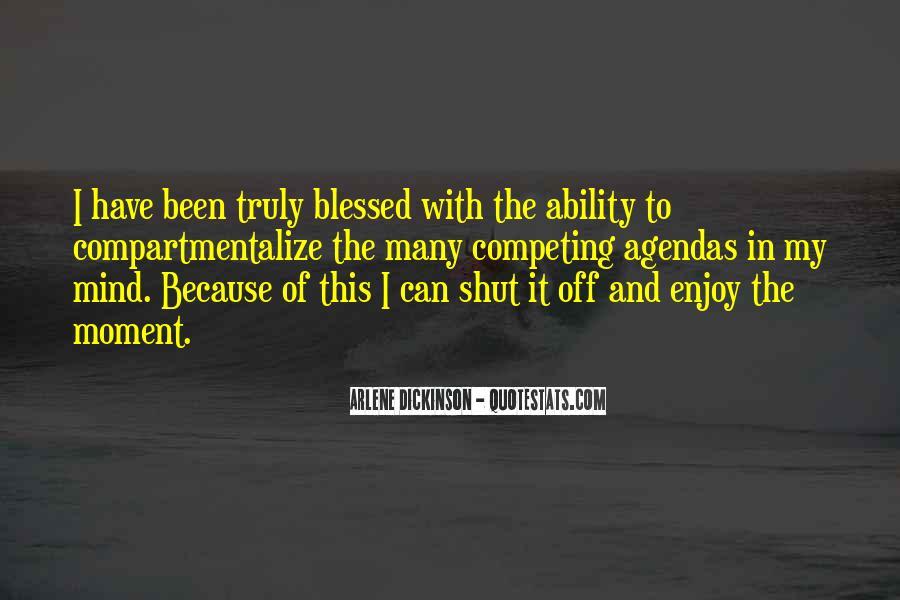 I have been truly blessed with the ability to
compartmentalize the many competing agendas in my
mind. Because of this I can shut it off and enjoy the
moment.
ARLENE DICKINSON - QUOTESTATS.COM